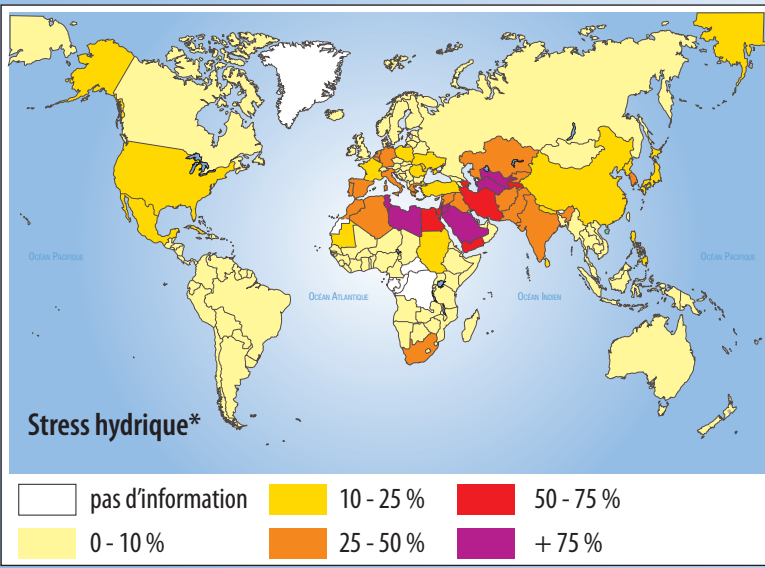 Océan Pacifique
Océan Atlantique
Océan Indien
Océan Pacifique
Stress hydrique*
pas d'information
10 - 25 %
50 - 75 %
0 - 10 %
25 - 50 %
+ 75 %